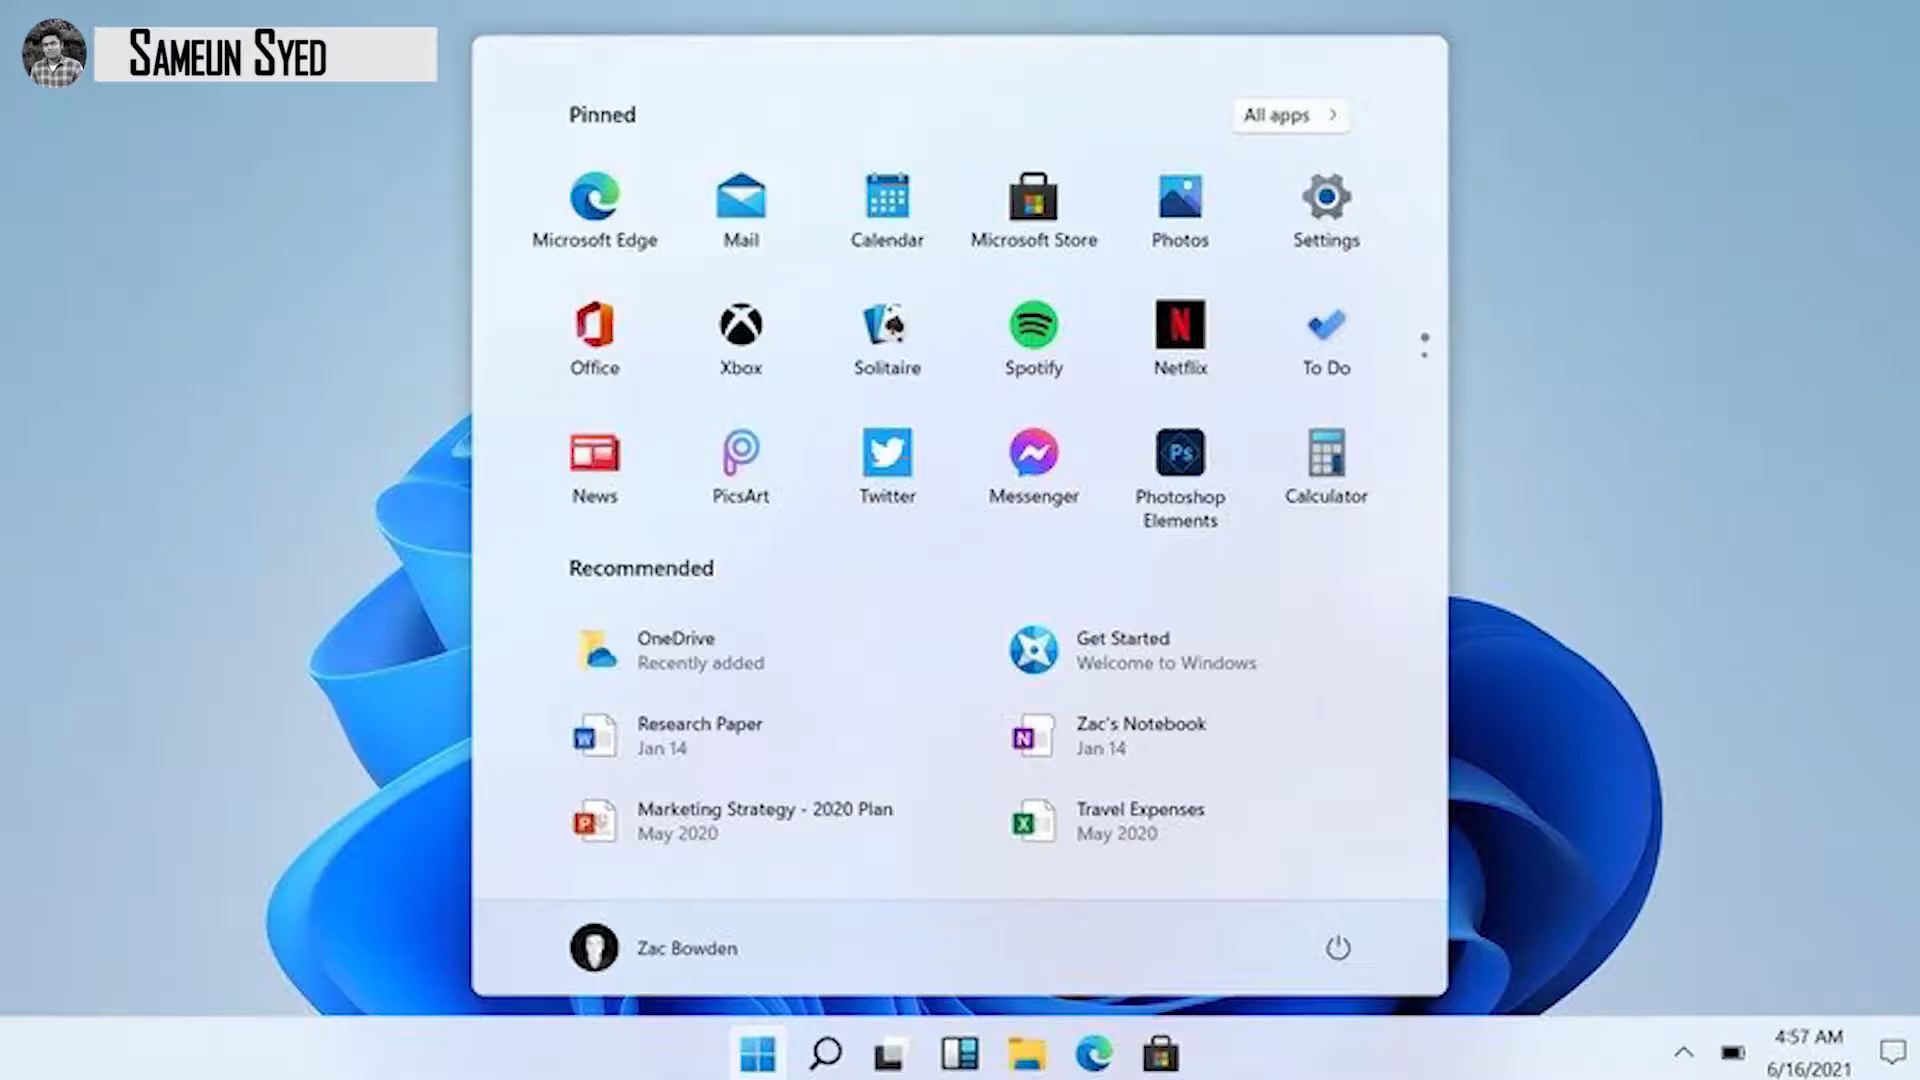 SAMEUN SYED
Pinned
All apps
Microsoft Edge
Mail
Calendar
Microsoft Store
Photos
Settings
Office
Xbox
Solitaire
Spotify
Netflix
To Do
News
PicsArt
Twitter
Messenger
Photoshop
Elements
Calculator
Recommended
OneDrive
Recently added
Get Started
Welcome to Windows
Research Paper
Jan 14
Zac's Notebook
Jan 14
Marketing Strategy - 2020 Plan
May 2020
Travel Expenses
May 2020
Zac Bowden
4:57 AM
6/16/2021